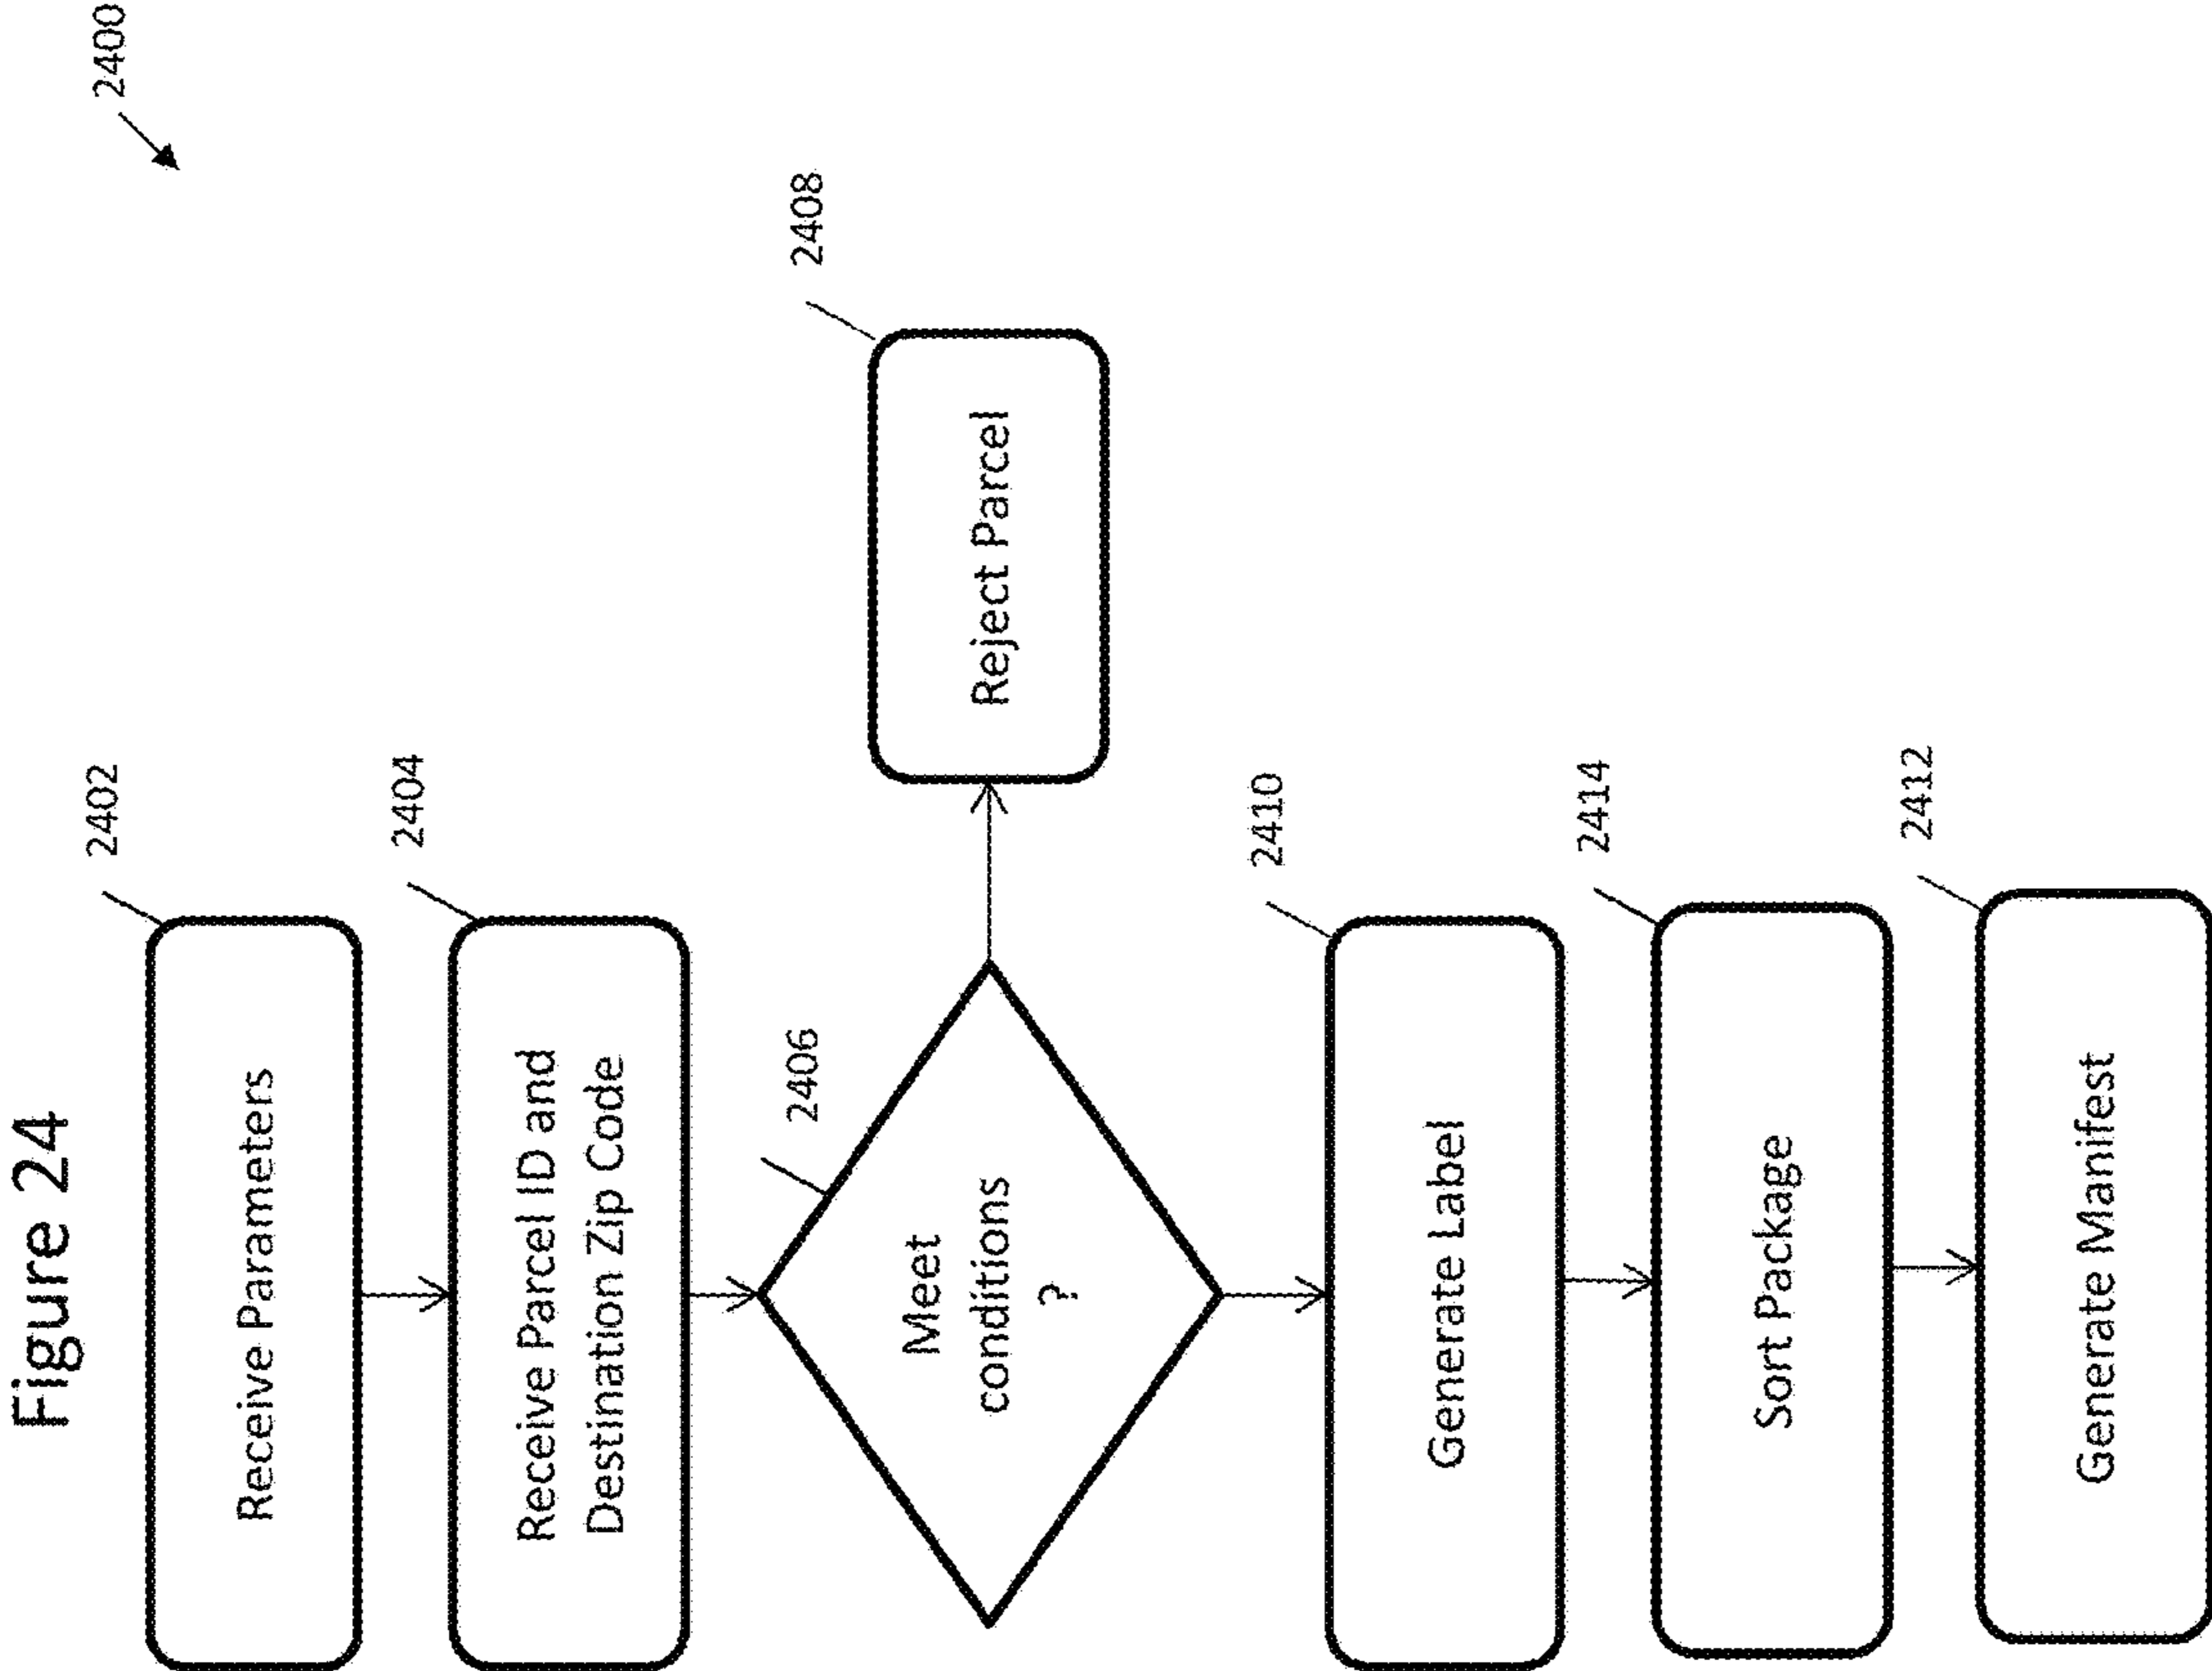 Figure 24
2400
2402
Receive Parameters
2404
Receive Parcel ID and
Destination Zip Code
2406
Meet
conditions
?
2408
Reject Parcel
2410
Generate Label
2414
Sort Package
2412
Generate Manifest